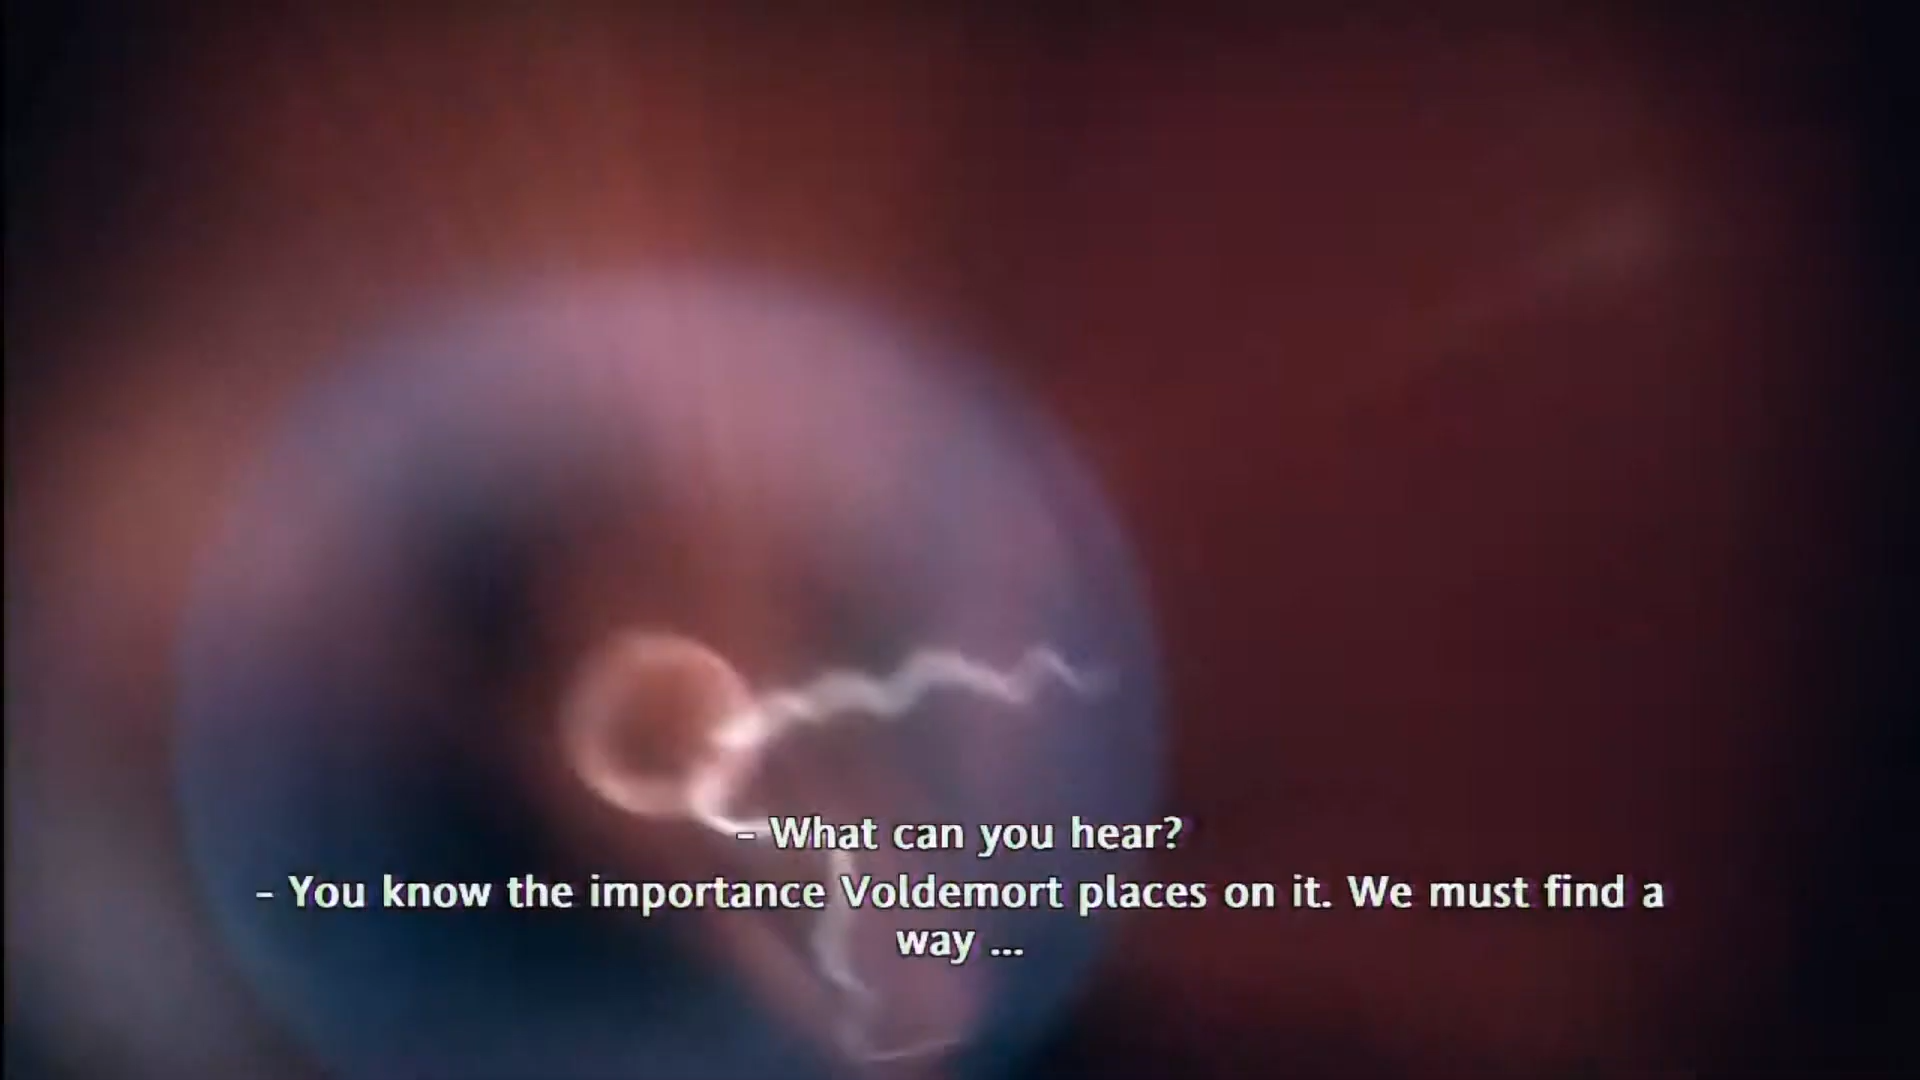 - What can you hear?
- You know the importance Voldemort places on it. We must find a
way ...